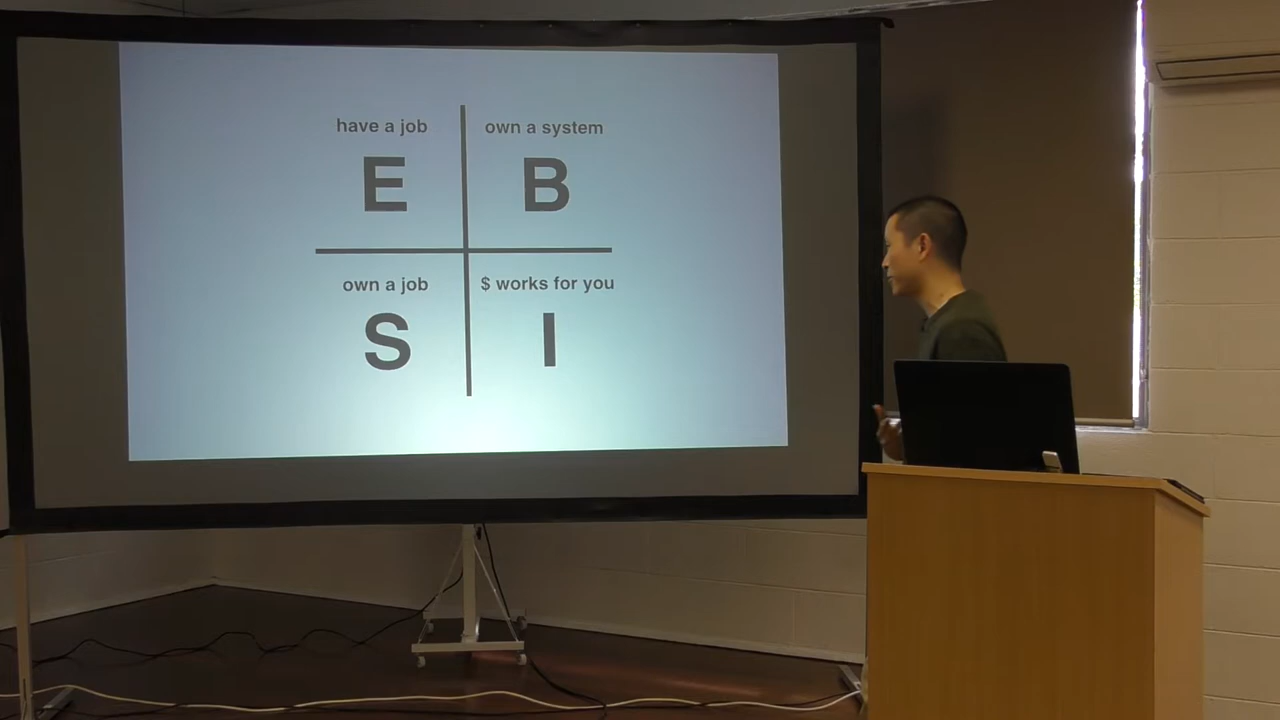 have a job
E
own a system
B
own a job
S
$ works for you
I